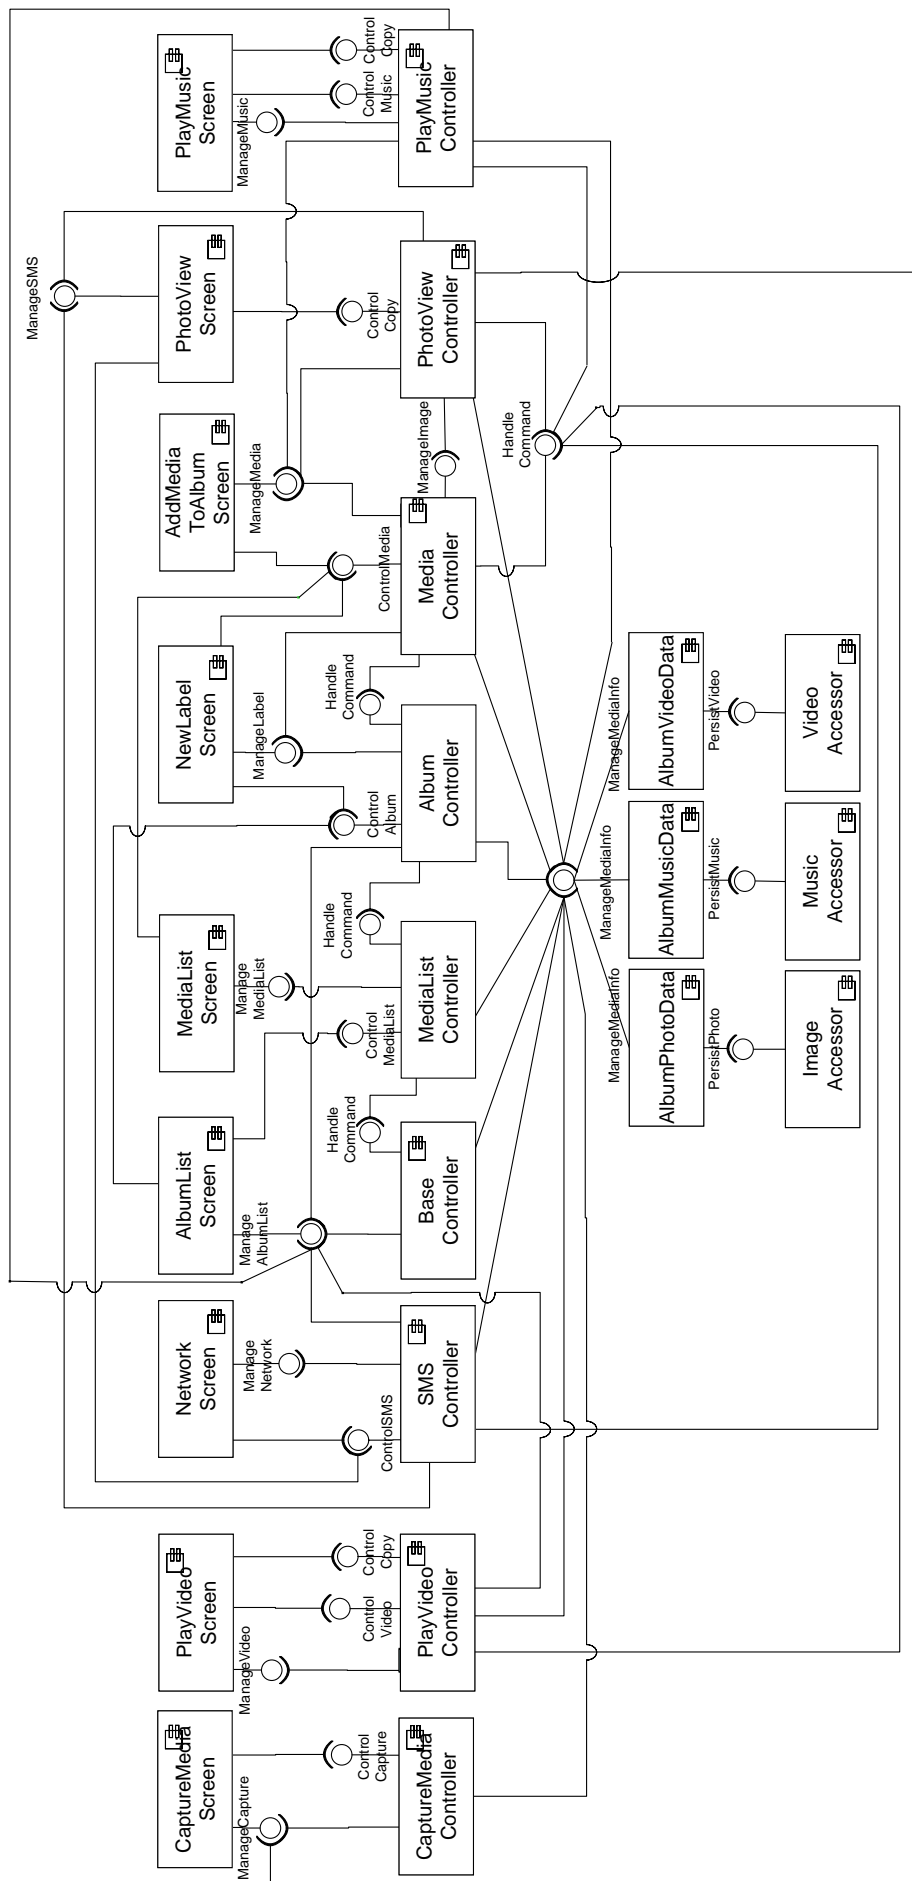 CaptureMedia
Screen
PlayVideo
Screen
Network
Screen
AlbumList
Screen
MediaList
Screen
NewLabel
Screen
AddMedia
ToAlbum
Screen
PhotoView
Screen
PlayMusic
Screen
ManageSMS
ManageCapture
ManageVideo
Manage
Network
Manage
AlbumList
Manage
MediaList
ManageLabel
ManageMedia
ManageMusic
Control
Capture
Control
Video
Control
Copy
ControlSMS
Handle
Command
Control
MediaList
Handle
Command
Control
Album
Handle
Command
ControlMedia
ManageImage
Control
Copy
Control
Music
Control
Copy
CaptureMedia
Controller
PlayVideo
Controller
SMS
Controller
Base
Controller
MediaList
Controller
Album
Controller
Media
Controller
PhotoView
Controller
PlayMusic
Controller
Handle
Command
ManageMediaInfo
ManageMediaInfo
ManageMediaInfo
AlbumPhotoData
AlbumMusicData
AlbumVideoData
PersistPhoto
PersistMusic
PersistVideo
Image
Accessor
Music
Accessor
Video
Accessor